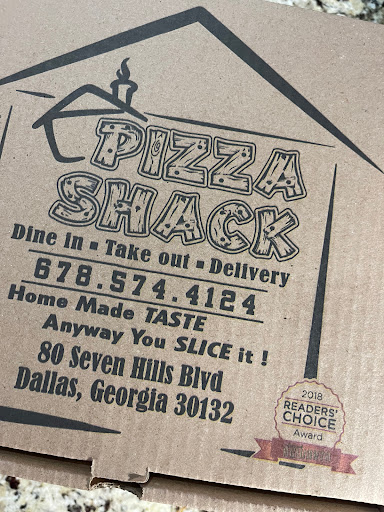 PIZZA
SHACK
Dine in ▪ Take out ▪ Delivery
678.574.4124
Home Made TASTE
Anyway You SLICE it !
80 Seven Hills Blvd
Dallas, Georgia 30132
2018
READERS'
CHOICE
Award